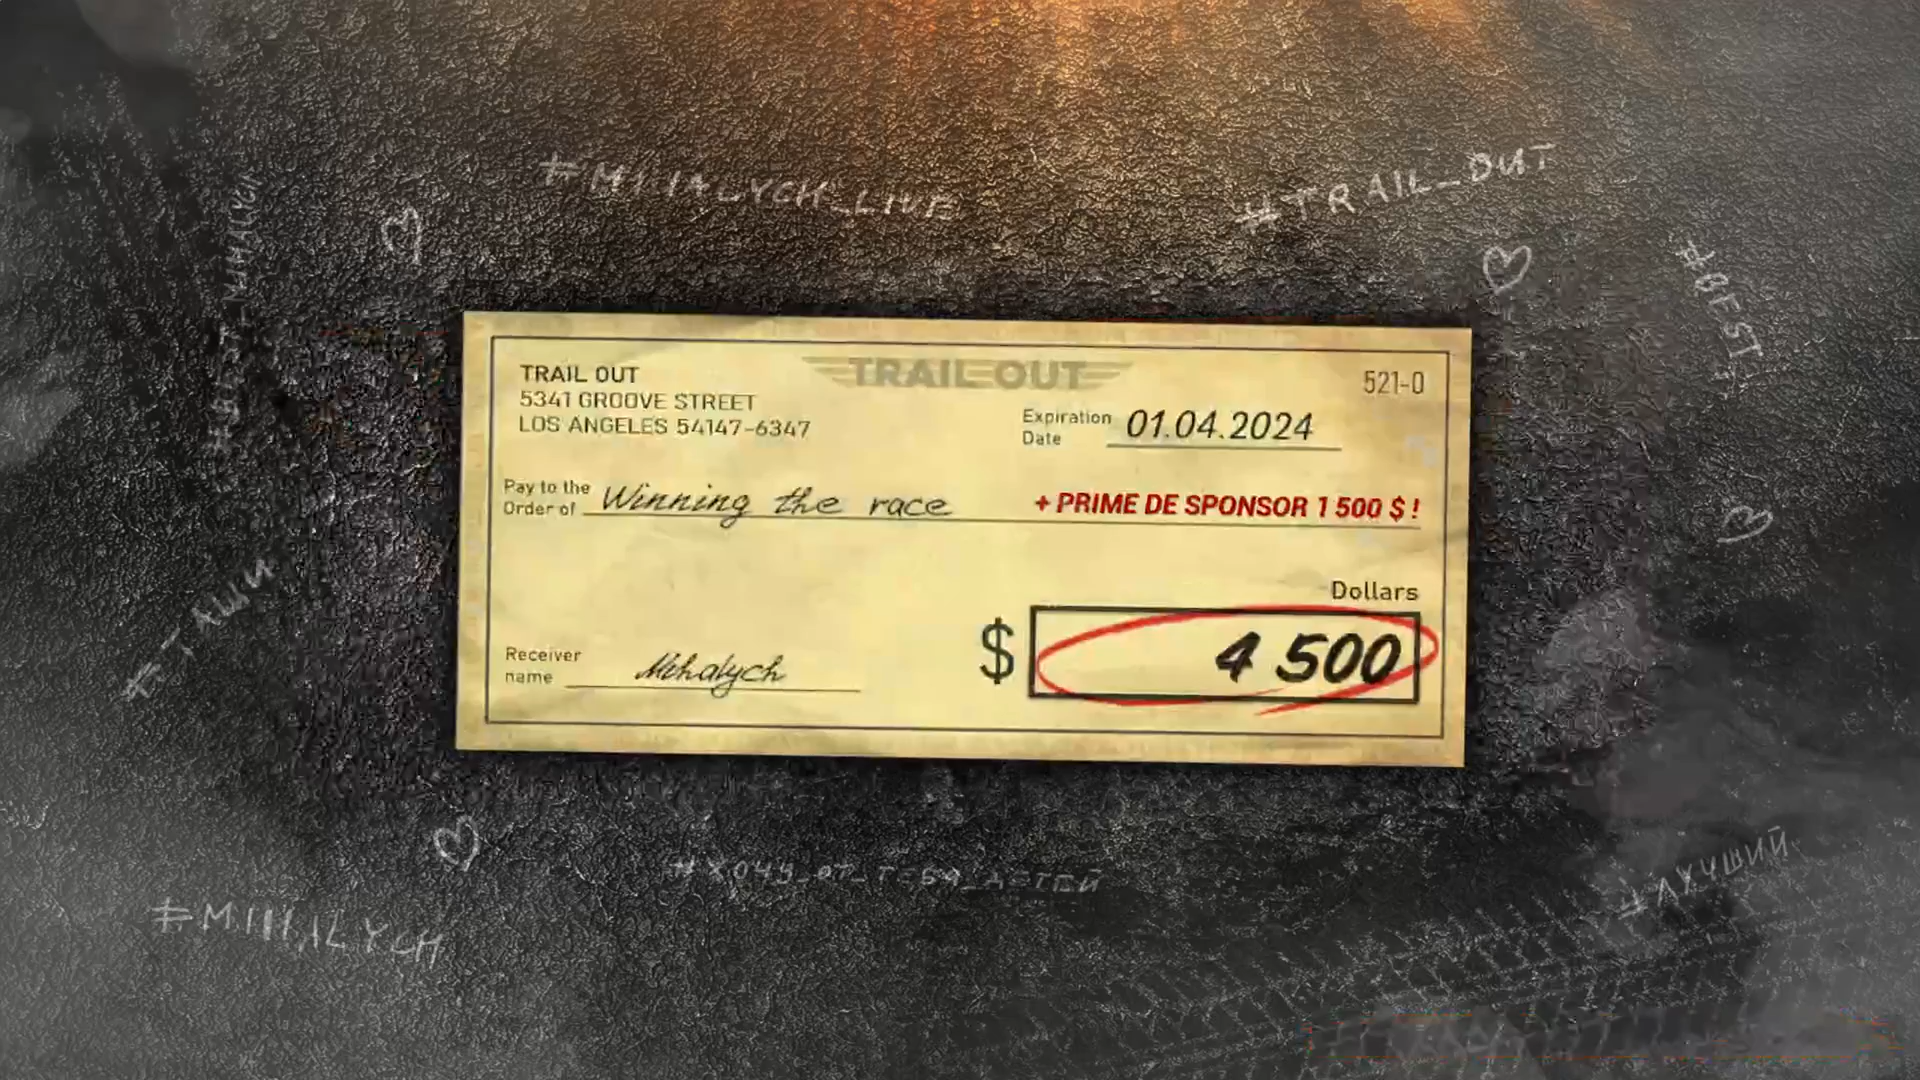 #MIHALYCH_LIVE
#TRAIL_OUT
#BEST
TRAIL OUT
TRAIL OUT
5341 GROOVE STREET
LOS ANGELES 54147-6347
521-0
Expiration Date 01.04.2024
Pay to the Order of Winning the race
+ PRIME DE SPONSOR 1 500 $ !
Dollars
$ 4 500
Receiver name Mihalych
#ТАЩИ
#ХОЧУ_ОТ_ТЕБЯ_ДЕТЕЙ
#ЛУЧШИЙ
#MIHALYCH